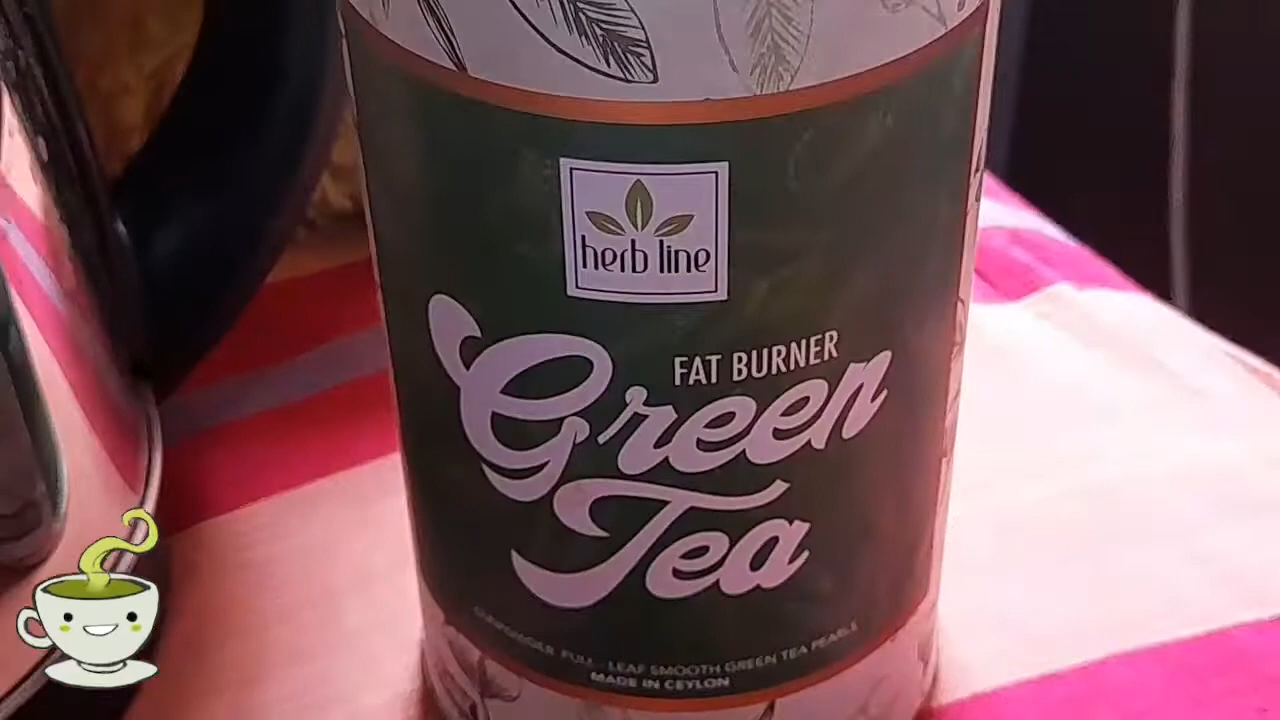 herb line
FAT BURNER
Green
Tea
FULL - LEAF SMOOTH GREEN TEA PEARLS
MADE IN CEYLON